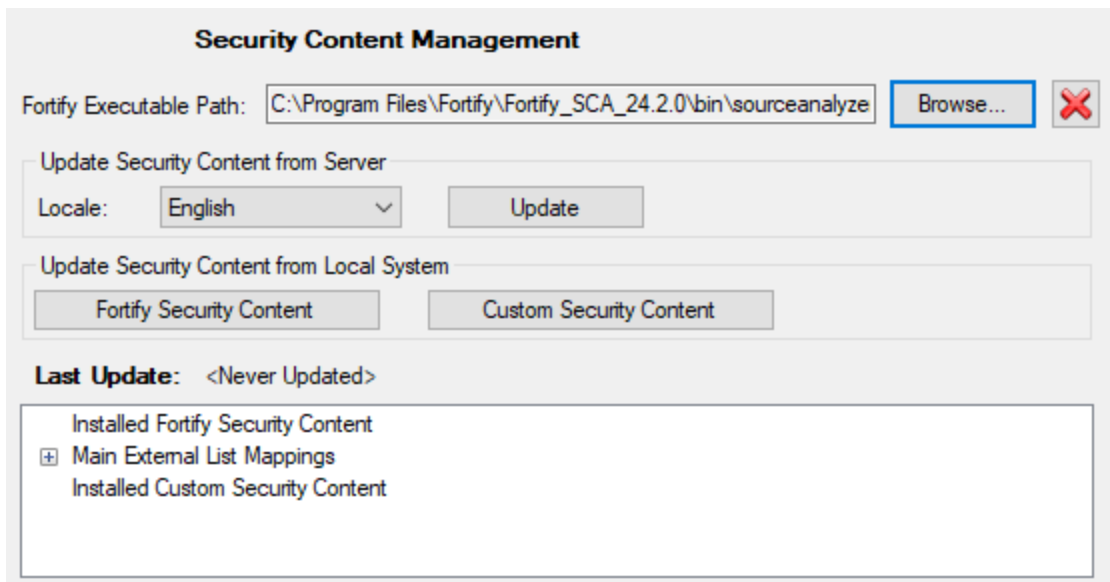 Security Content Management
Fortify Executable Path: C:\Program Files\Fortify\Fortify_SCA_24.2.0\bin\sourceanalyze Browse...
Update Security Content from Server
Locale: English Update
Update Security Content from Local System
Fortify Security Content Custom Security Content
Last Update: <Never Updated>
Installed Fortify Security Content
Main External List Mappings
Installed Custom Security Content